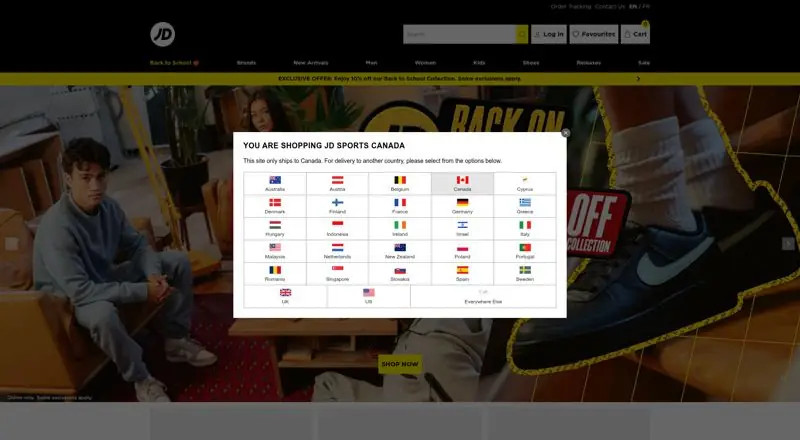 Order Tracking Contact Us EN / FR
JD
Search
Log in
Favourites
0
Cart
Back to School
Brands
New Arrivals
Men
Women
Kids
Shoes
Releases
Sale
EXCLUSIVE OFFER: Enjoy 10% off our Back to School Collection. Some exclusions apply.
BACK ON
OFF
COLLECTION
YOU ARE SHOPPING JD SPORTS CANADA
This site only ships to Canada. For delivery to another country, please select from the options below.
Australia
Austria
Belgium
Canada
Cyprus
Denmark
Finland
France
Germany
Greece
Hungary
Indonesia
Ireland
Israel
Italy
Malaysia
Netherlands
New Zealand
Poland
Portugal
Romania
Singapore
Slovakia
Spain
Sweden
UK
US
Everywhere Else
SHOP NOW
Online only. Some exclusions apply.